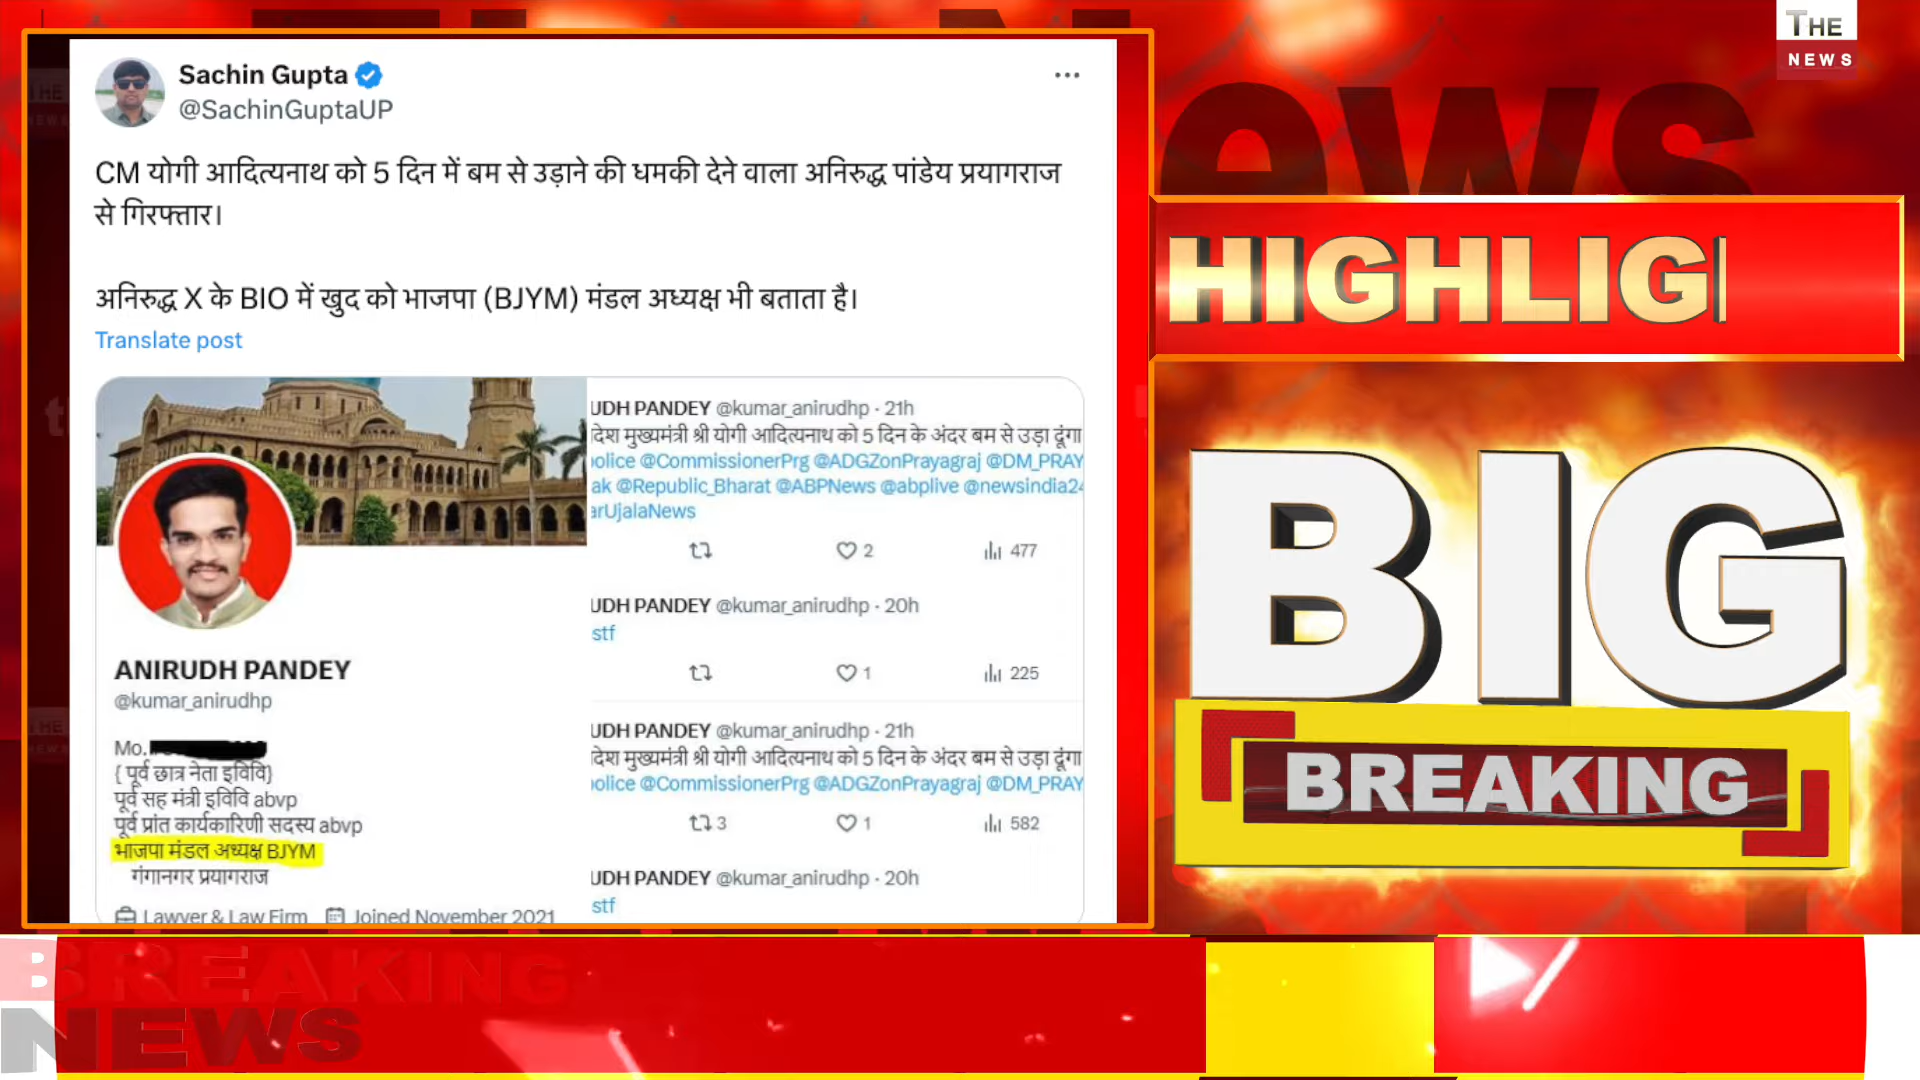 THE
NEWS
ews
HIGHLIG
BIG
BREAKING
Sachin Gupta
@SachinGuptaUP
CM योगी आदित्यनाथ को 5 दिन में बम से उड़ाने की धमकी देने वाला अनिरुद्ध पांडेय प्रयागराज
से गिरफ्तार।
अनिरुद्ध X के BIO में खुद को भाजपा (BJYM) मंडल अध्यक्ष भी बताता है।
Translate post
ANIRUDH PANDEY
@kumar_anirudhp
Mo.
{ पूर्व छात्र नेता इविवि}
पूर्व सह मंत्री इविवि abvp
पूर्व प्रांत कार्यकारिणी सदस्य abvp
भाजपा मंडल अध्यक्ष BJYM
गंगानगर प्रयागराज
Lawyer & Law Firm Joined November 2021
UDH PANDEY @kumar_anirudhp · 21h
देश मुख्यमंत्री श्री योगी आदित्यनाथ को 5 दिन के अंदर बम से उड़ा दूंगा
police @CommissionerPrg @ADGZonPrayagraj @DM_PRAY
ak @Republic_Bharat @ABPNews @abplive @newsindia24
arUjalaNews
2 477
UDH PANDEY @kumar_anirudhp · 20h
stf
1 225
UDH PANDEY @kumar_anirudhp · 21h
देश मुख्यमंत्री श्री योगी आदित्यनाथ को 5 दिन के अंदर बम से उड़ा दूंगा
police @CommissionerPrg @ADGZonPrayagraj @DM_PRAY
3 1 582
UDH PANDEY @kumar_anirudhp · 20h
stf
BREAKING
NEWS